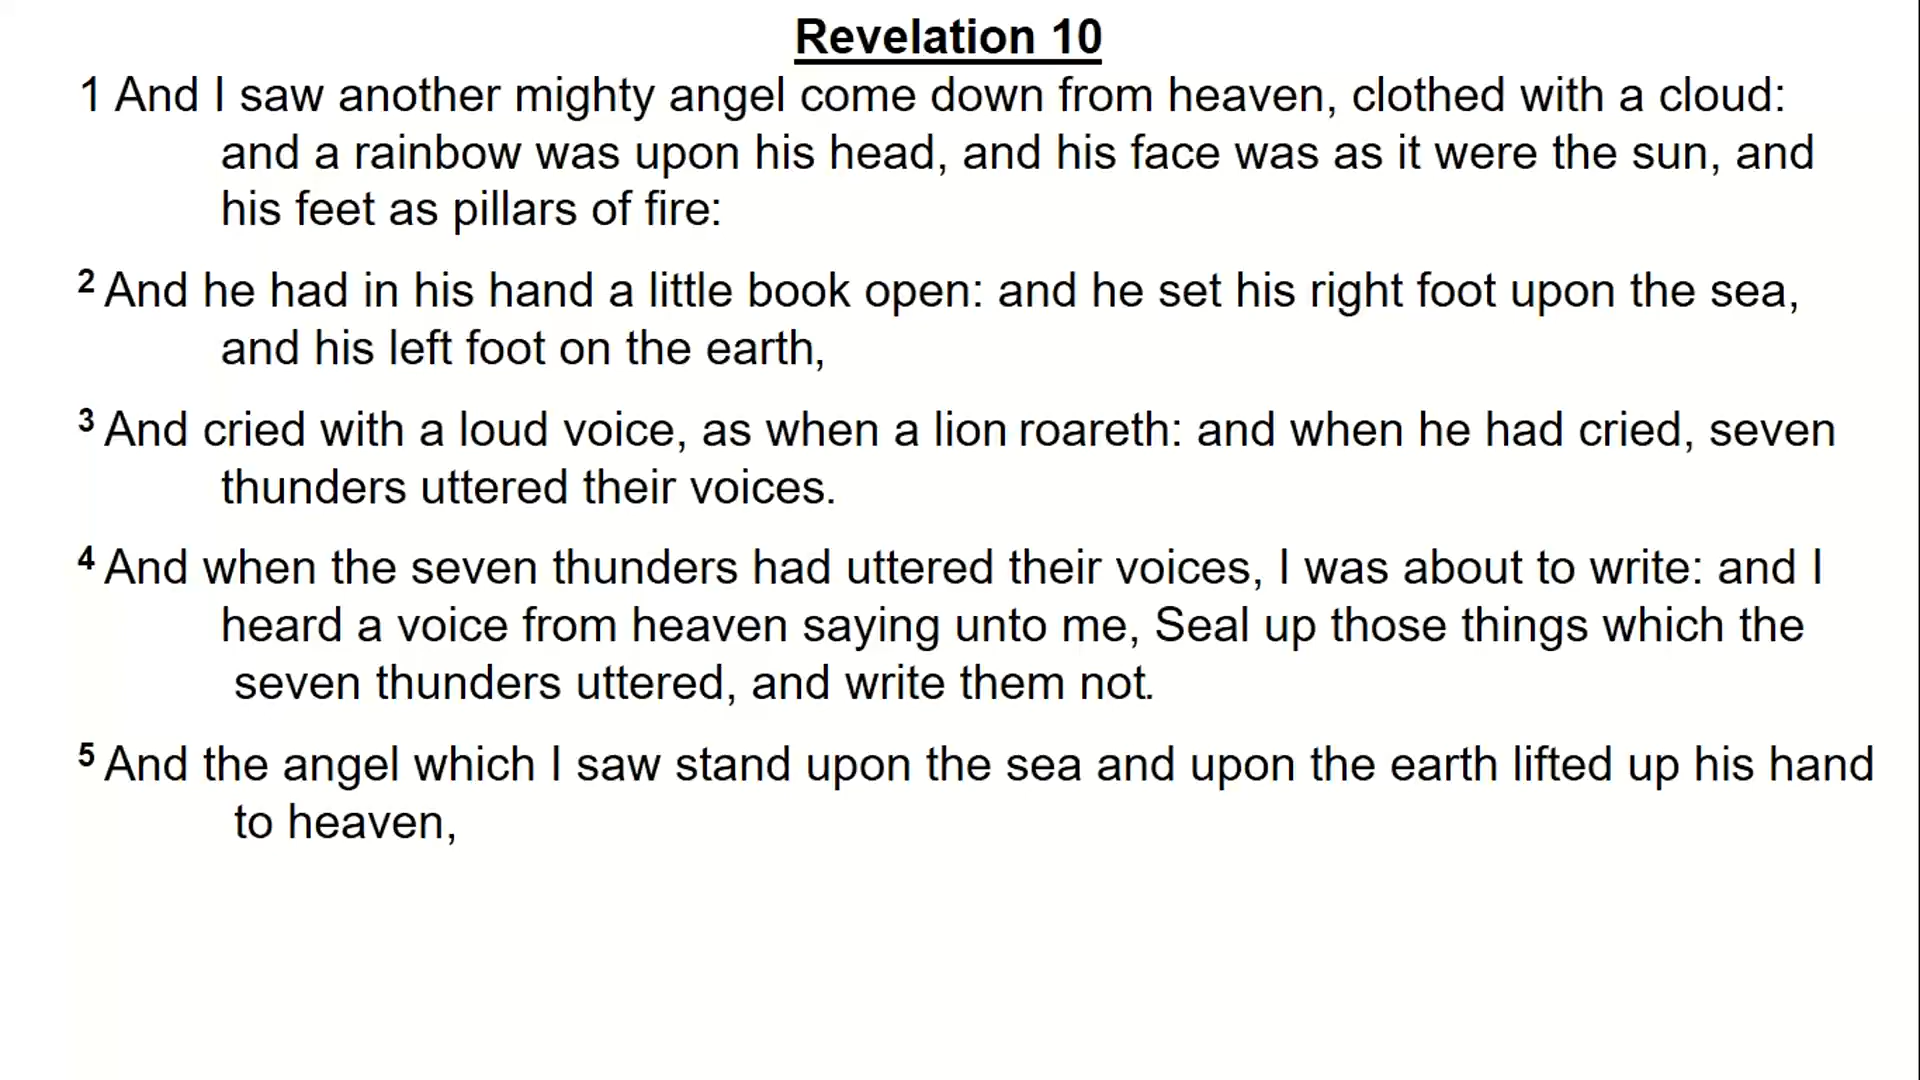 Revelation 10
1 And I saw another mighty angel come down from heaven, clothed with a cloud:
and a rainbow was upon his head, and his face was as it were the sun, and
his feet as pillars of fire:
2 And he had in his hand a little book open: and he set his right foot upon the sea,
and his left foot on the earth,
3 And cried with a loud voice, as when a lion roareth: and when he had cried, seven
thunders uttered their voices.
4 And when the seven thunders had uttered their voices, I was about to write: and I
heard a voice from heaven saying unto me, Seal up those things which the
seven thunders uttered, and write them not.
5 And the angel which I saw stand upon the sea and upon the earth lifted up his hand
to heaven,